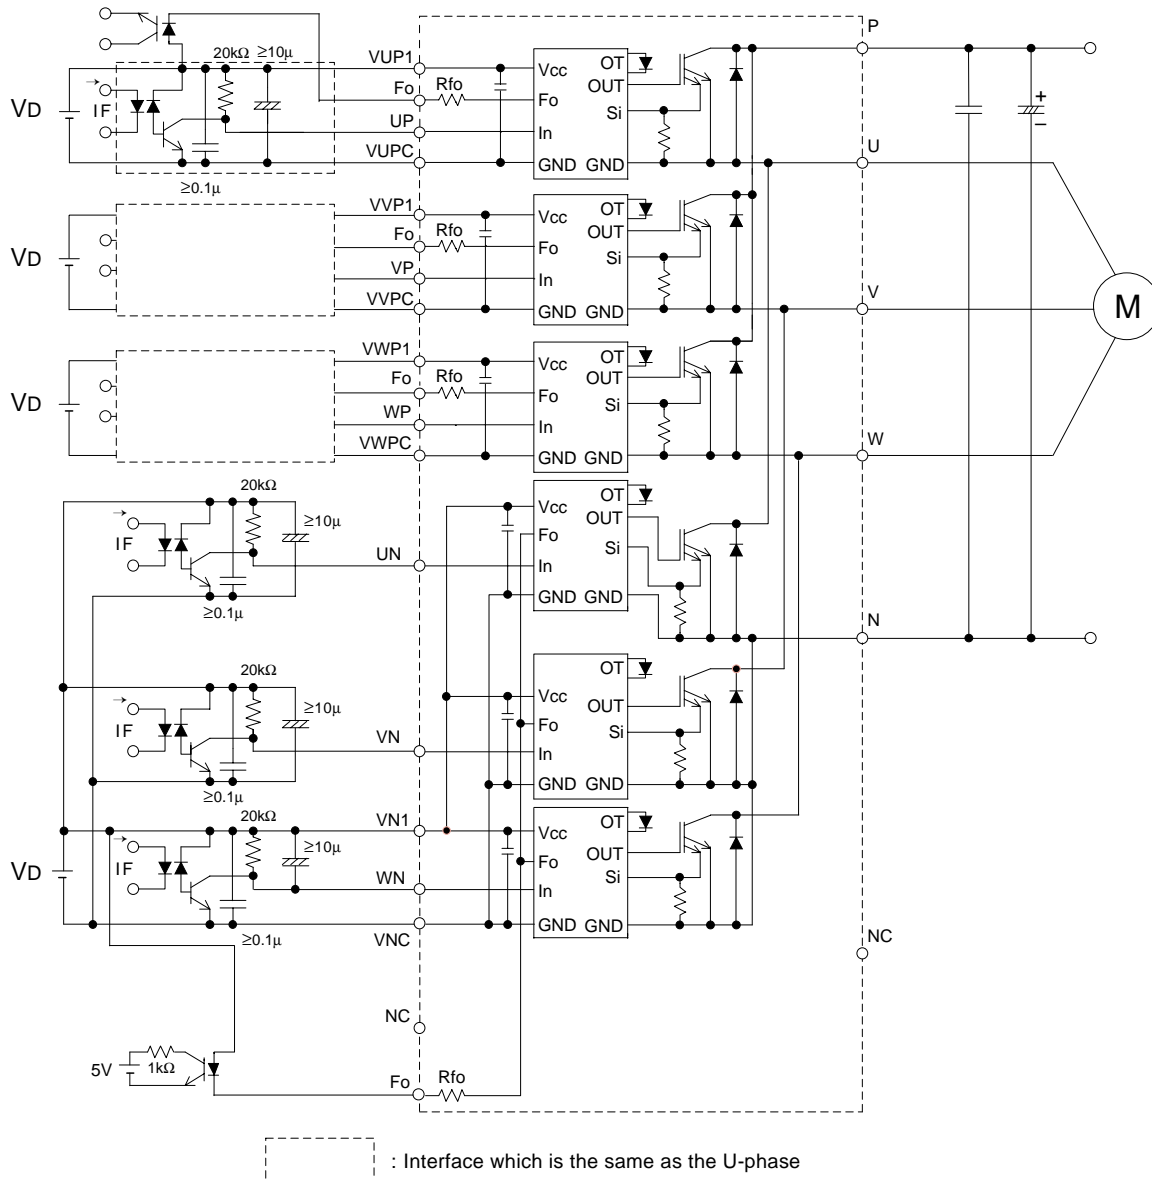 P
20kΩ ≥10µ
VUP1
Vcc
OT
OUT
Fo
Rfo
Fo
VD
IF
Si
+
−
UP
In
VUPC
GND GND
U
≥0.1µ
VVP1
Vcc
OT
OUT
Fo
Rfo
Fo
VD
Si
VP
In
VVPC
GND GND
V
M
VWP1
Vcc
OT
OUT
Fo
Rfo
Fo
VD
Si
WP
In
VWPC
GND GND
W
20kΩ
≥10µ
IF
UN
≥0.1µ
Vcc
OT
OUT
Fo
Si
In
GND GND
N
20kΩ
≥10µ
IF
VN
≥0.1µ
OT
Vcc
OUT
Fo
Si
In
GND GND
20kΩ
VN1
≥10µ
IF
VD
WN
VNC
≥0.1µ
Vcc
OT
OUT
Fo
Si
In
GND GND
NC
NC
5V
1kΩ
Fo
Rfo
: Interface which is the same as the U-phase